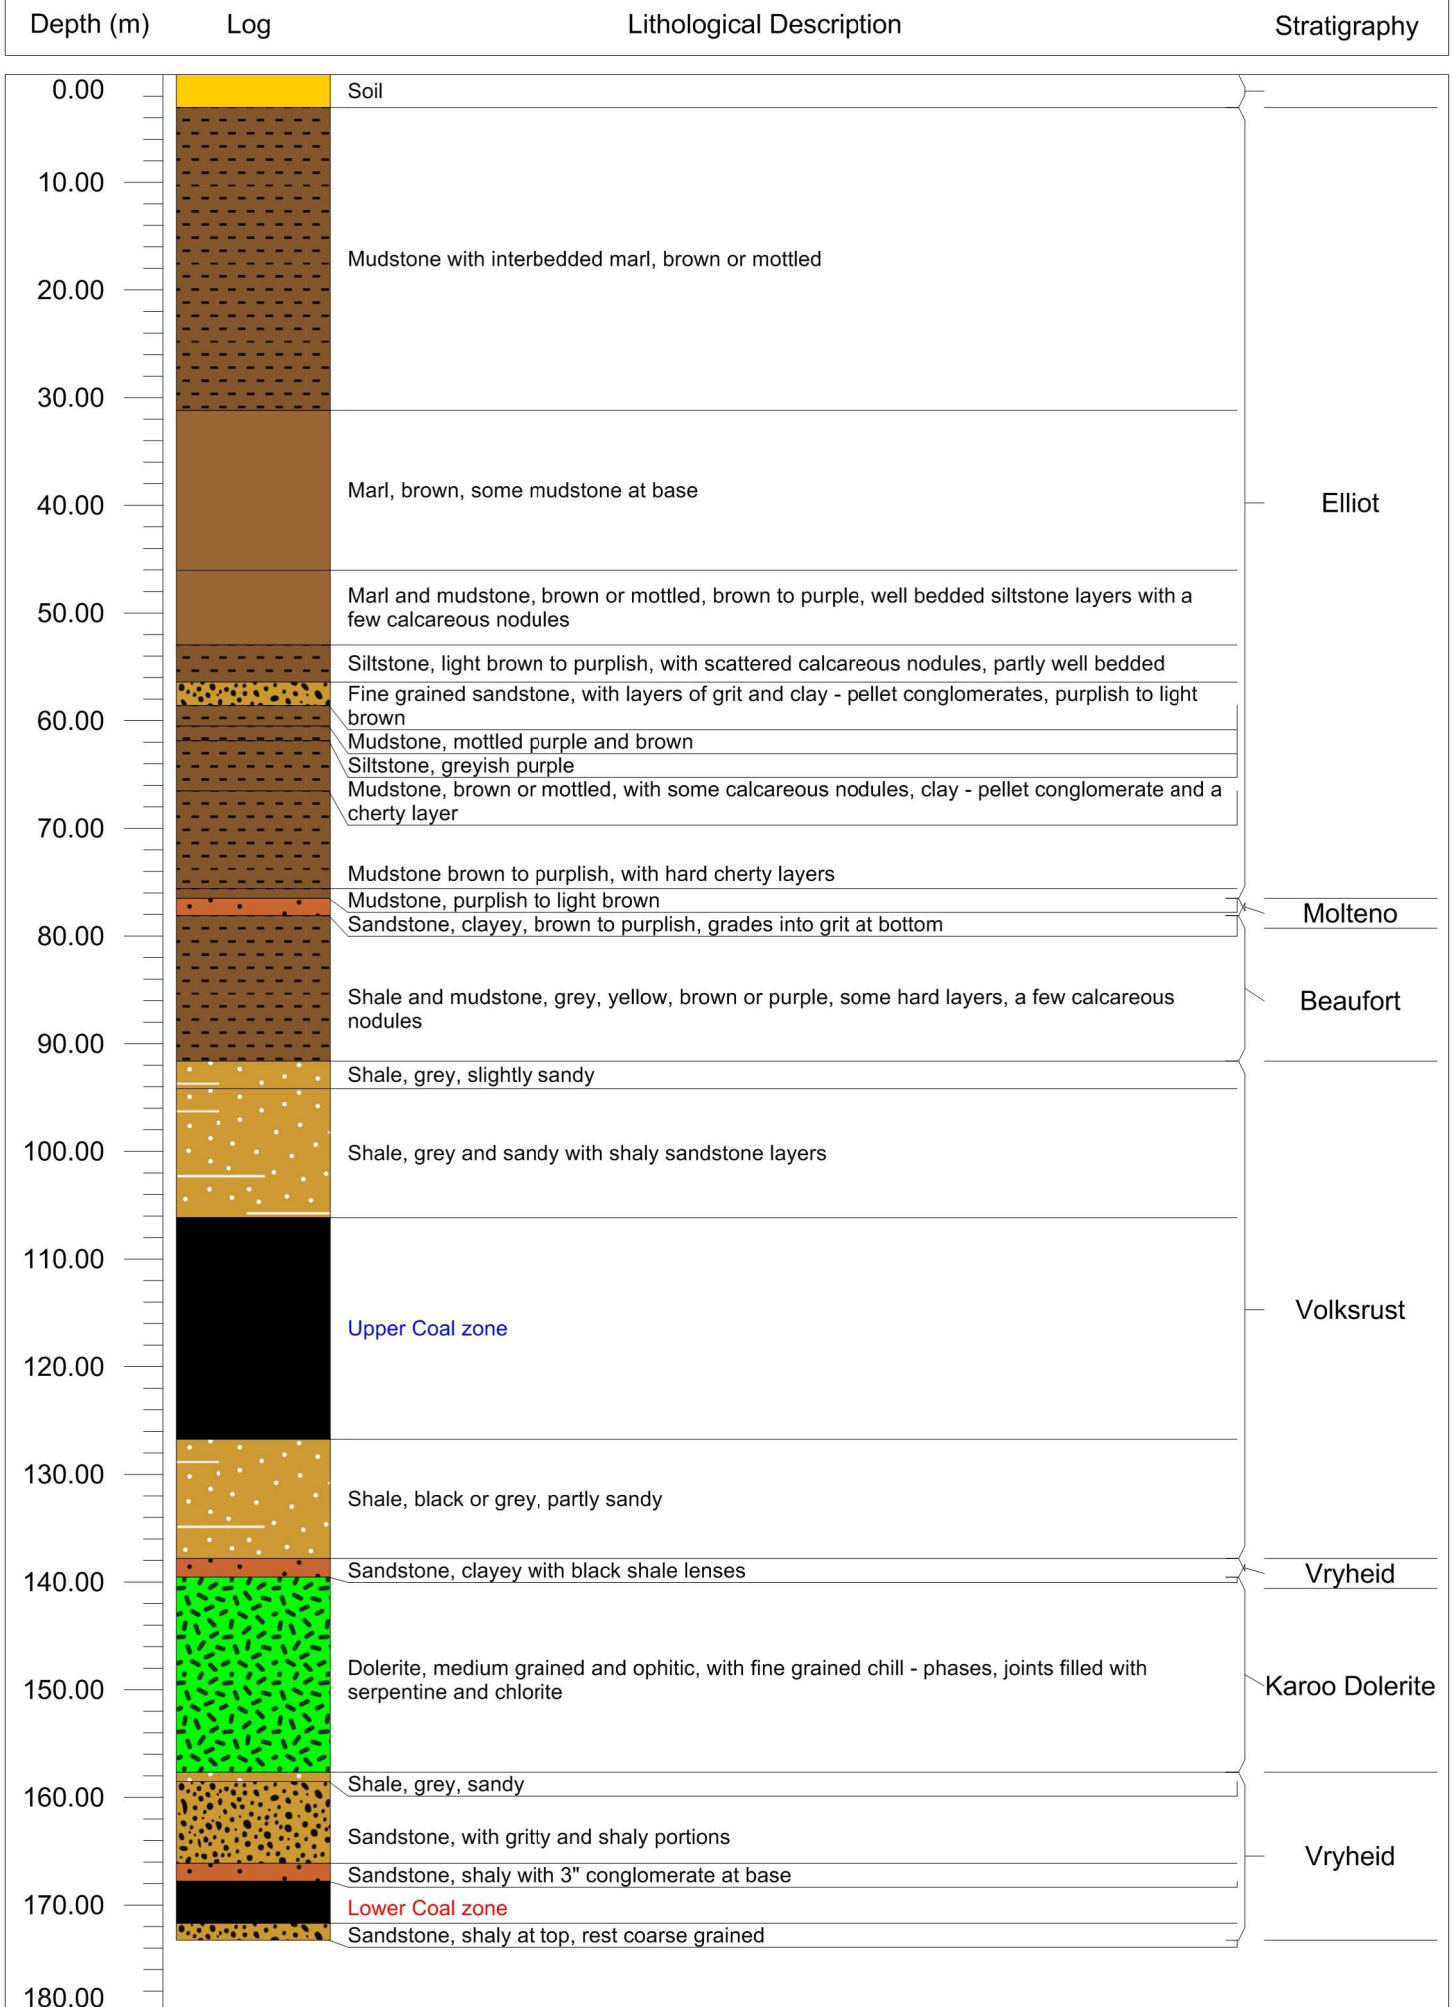 Depth (m) Log Lithological Description Stratigraphy
0.00 Soil
10.00
Mudstone with interbedded marl, brown or mottled
20.00
30.00
Marl, brown, some mudstone at base
40.00 Elliot
Marl and mudstone, brown or mottled, brown to purple, well bedded siltstone layers with a
50.00 few calcareous nodules
Siltstone, light brown to purplish, with scattered calcareous nodules, partly well bedded
Fine grained sandstone, with layers of grit and clay - pellet conglomerates, purplish to light
60.00 brown
Mudstone, mottled purple and brown
Siltstone, greyish purple
Mudstone, brown or mottled, with some calcareous nodules, clay - pellet conglomerate and a
cherty layer
70.00
Mudstone brown to purplish, with hard cherty layers
Mudstone, purplish to light brown
Molteno
Sandstone, clayey, brown to purplish, grades into grit at bottom
80.00
Shale and mudstone, grey, yellow, brown or purple, some hard layers, a few calcareous
nodules
Beaufort
90.00
Shale, grey, slightly sandy
100.00 Shale, grey and sandy with shaly sandstone layers
110.00
Volksrust
Upper Coal zone
120.00
130.00
Shale, black or grey, partly sandy
Sandstone, clayey with black shale lenses
Vryheid
140.00
Dolerite, medium grained and ophitic, with fine grained chill - phases, joints filled with
serpentine and chlorite
150.00 Karoo Dolerite
Shale, grey, sandy
160.00
Sandstone, with gritty and shaly portions
Vryheid
Sandstone, shaly with 3" conglomerate at base
170.00 Lower Coal zone
Sandstone, shaly at top, rest coarse grained
180.00